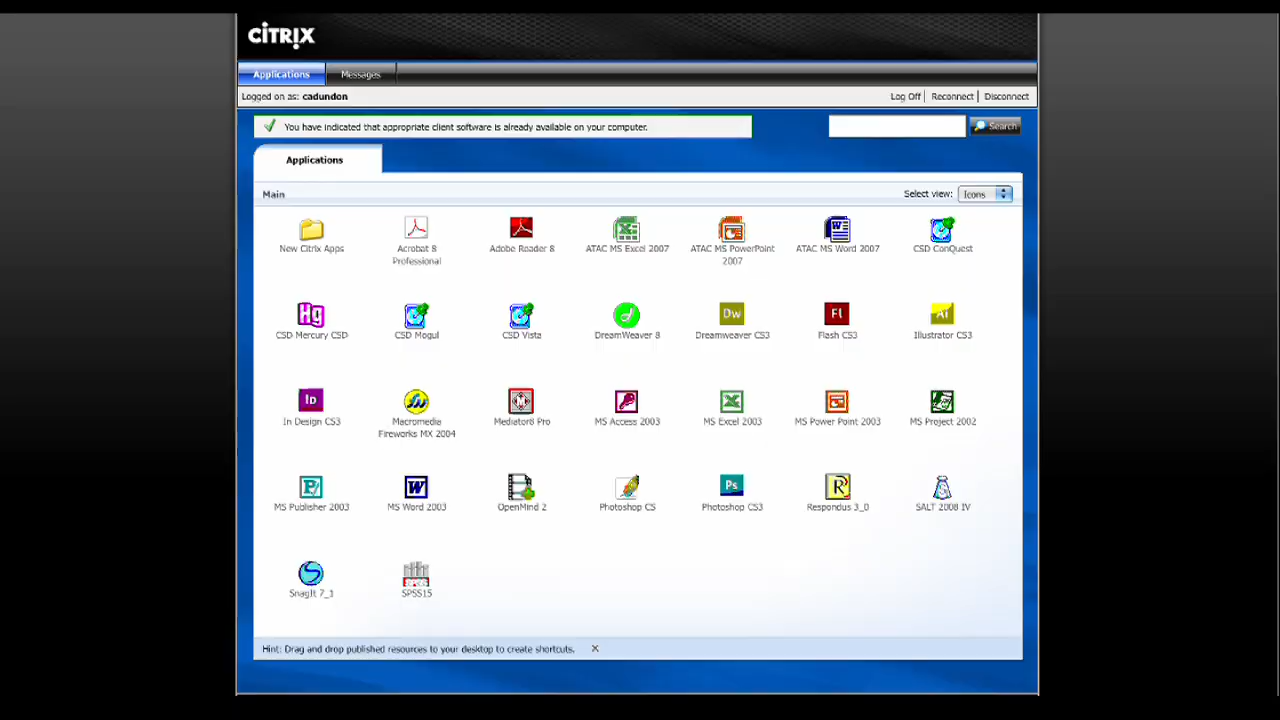 CİTRIX
Applications Messages
Logged on as: cadundon Log Off | Reconnect | Disconnect
You have indicated that appropriate client software is already available on your computer. Search
Applications
Main Select view: Icons
New Citrix Apps Acrobat 8 Professional Adobe Reader 8 ATAC MS Excel 2007 ATAC MS PowerPoint 2007 ATAC MS Word 2007 CSD ConQuest
Hg Dw Fl Ai
CSD Mercury CSD CSD Mogul CSD Vista DreamWeaver 8 Dreamweaver CS3 Flash CS3 Illustrator CS3
ID
In Design CS3 Macromedia Fireworks MX 2004 Mediator8 Pro MS Access 2003 MS Excel 2003 MS Power Point 2003 MS Project 2002
Ps R
MS Publisher 2003 MS Word 2003 OpenMind 2 Photoshop CS Photoshop CS3 Respondus 3_0 SALT 2008 IV
SnagIt 7_1 SPSS15
Hint: Drag and drop published resources to your desktop to create shortcuts.